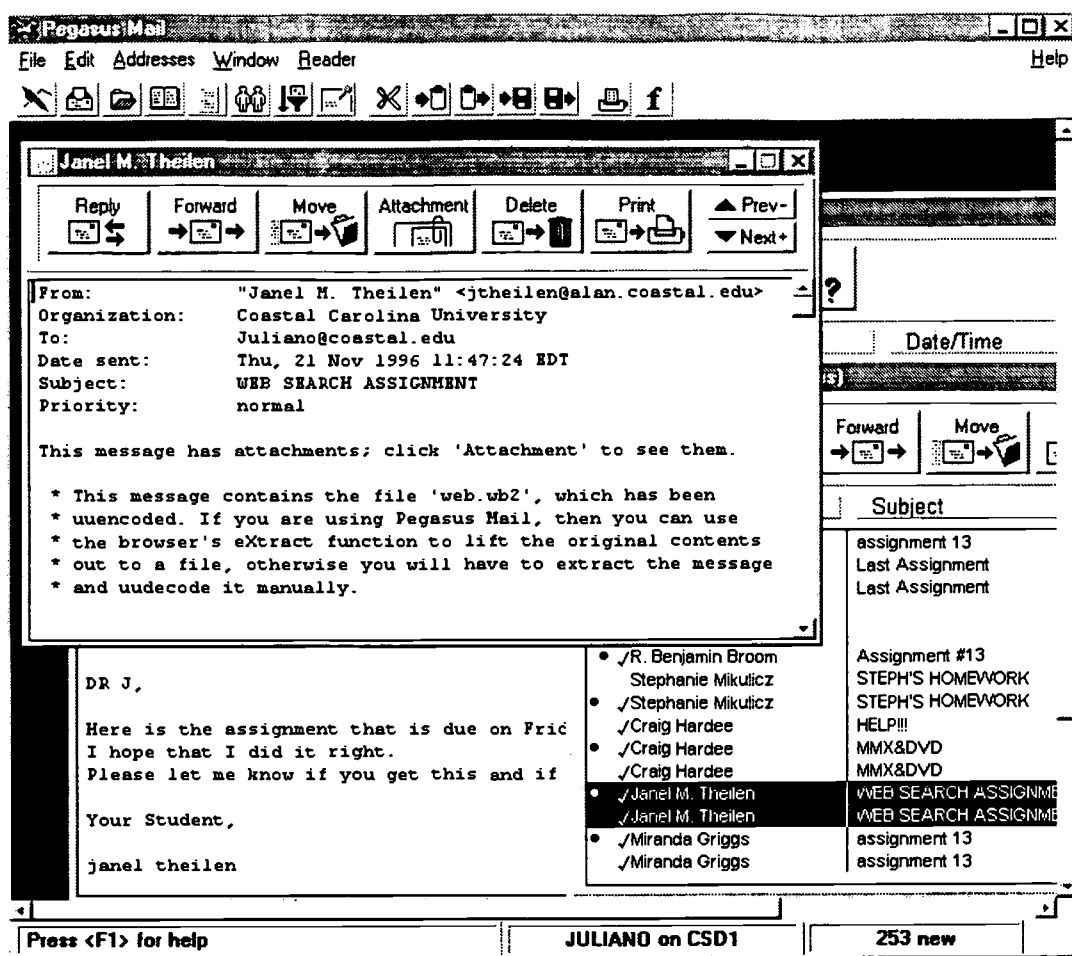 Pegasus Mail
File Edit Addresses Window Reader Help
Janel M. Theilen
Reply Forward Move Attachment Delete Print Prev-
Next+
From: "Janel M. Theilen" <jtheilen@alan.coastal.edu>
Organization: Coastal Carolina University
To: Juliano@coastal.edu
Date sent: Thu, 21 Nov 1996 11:47:24 EDT
Subject: WEB SEARCH ASSIGNMENT
Priority: normal
This message has attachments; click 'Attachment' to see them.
* This message contains the file 'web.wb2', which has been
* uuencoded. If you are using Pegasus Mail, then you can use
* the browser's eXtract function to lift the original contents
* out to a file, otherwise you will have to extract the message
* and uudecode it manually.
?
Date/Time
s)
Forward Move
Subject
assignment 13
Last Assignment
Last Assignment
R. Benjamin Broom Assignment #13
Stephanie Mikulicz STEPH'S HOMEWORK
Stephanie Mikulicz STEPH'S HOMEWORK
Craig Hardee HELP!!!
Craig Hardee MMX&DVD
Craig Hardee MMX&DVD
Janel M. Theilen WEB SEARCH ASSIGNME
Janel M. Theilen WEB SEARCH ASSIGNME
Miranda Griggs assignment 13
Miranda Griggs assignment 13
DR J,
Here is the assignment that is due on Fric
I hope that I did it right.
Please let me know if you get this and if
Your Student,
janel theilen
Press <F1> for help JULIANO on CSD1 253 new